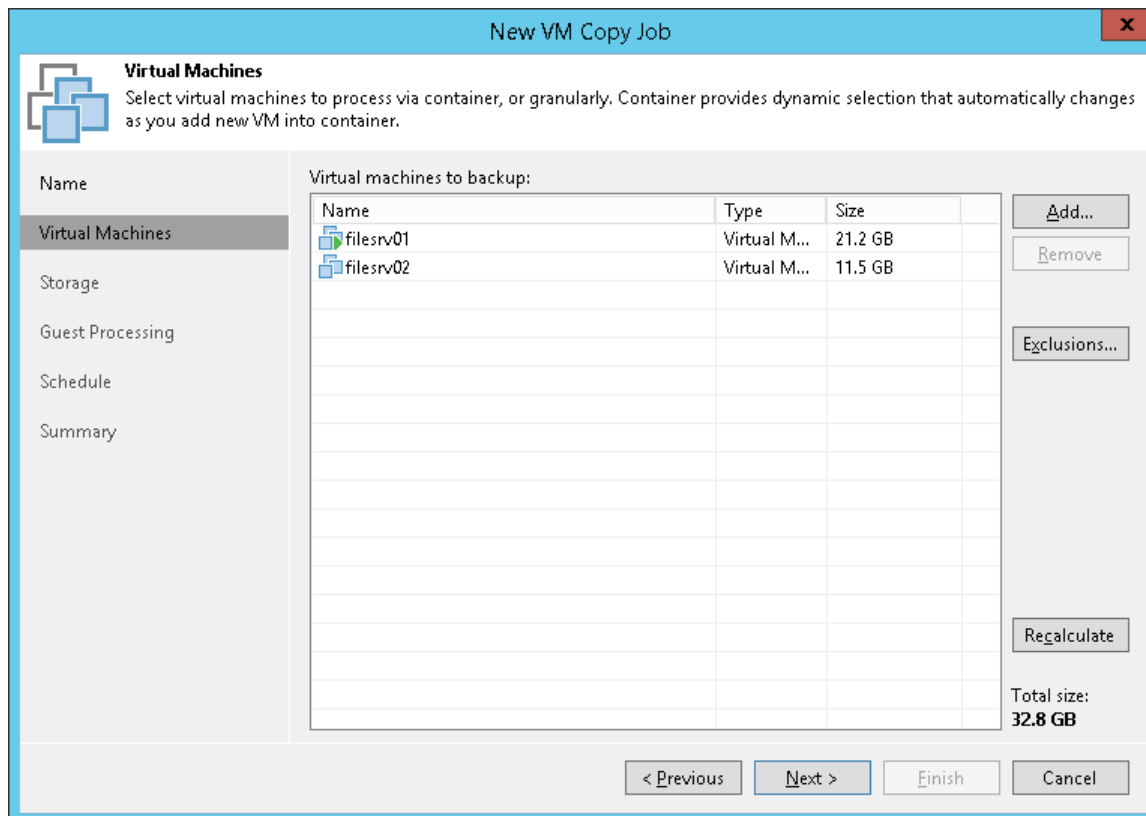 New VM Copy Job
x
Virtual Machines
Select virtual machines to process via container, or granularly. Container provides dynamic selection that automatically changes
as you add new VM into container.
Name
Virtual Machines
Storage
Guest Processing
Schedule
Summary
Virtual machines to backup:
Name Type Size
filesrv01 Virtual M... 21.2 GB
filesrv02 Virtual M... 11.5 GB
Add...
Remove
Exclusions...
Recalculate
Total size:
32.8 GB
< Previous Next > Finish Cancel